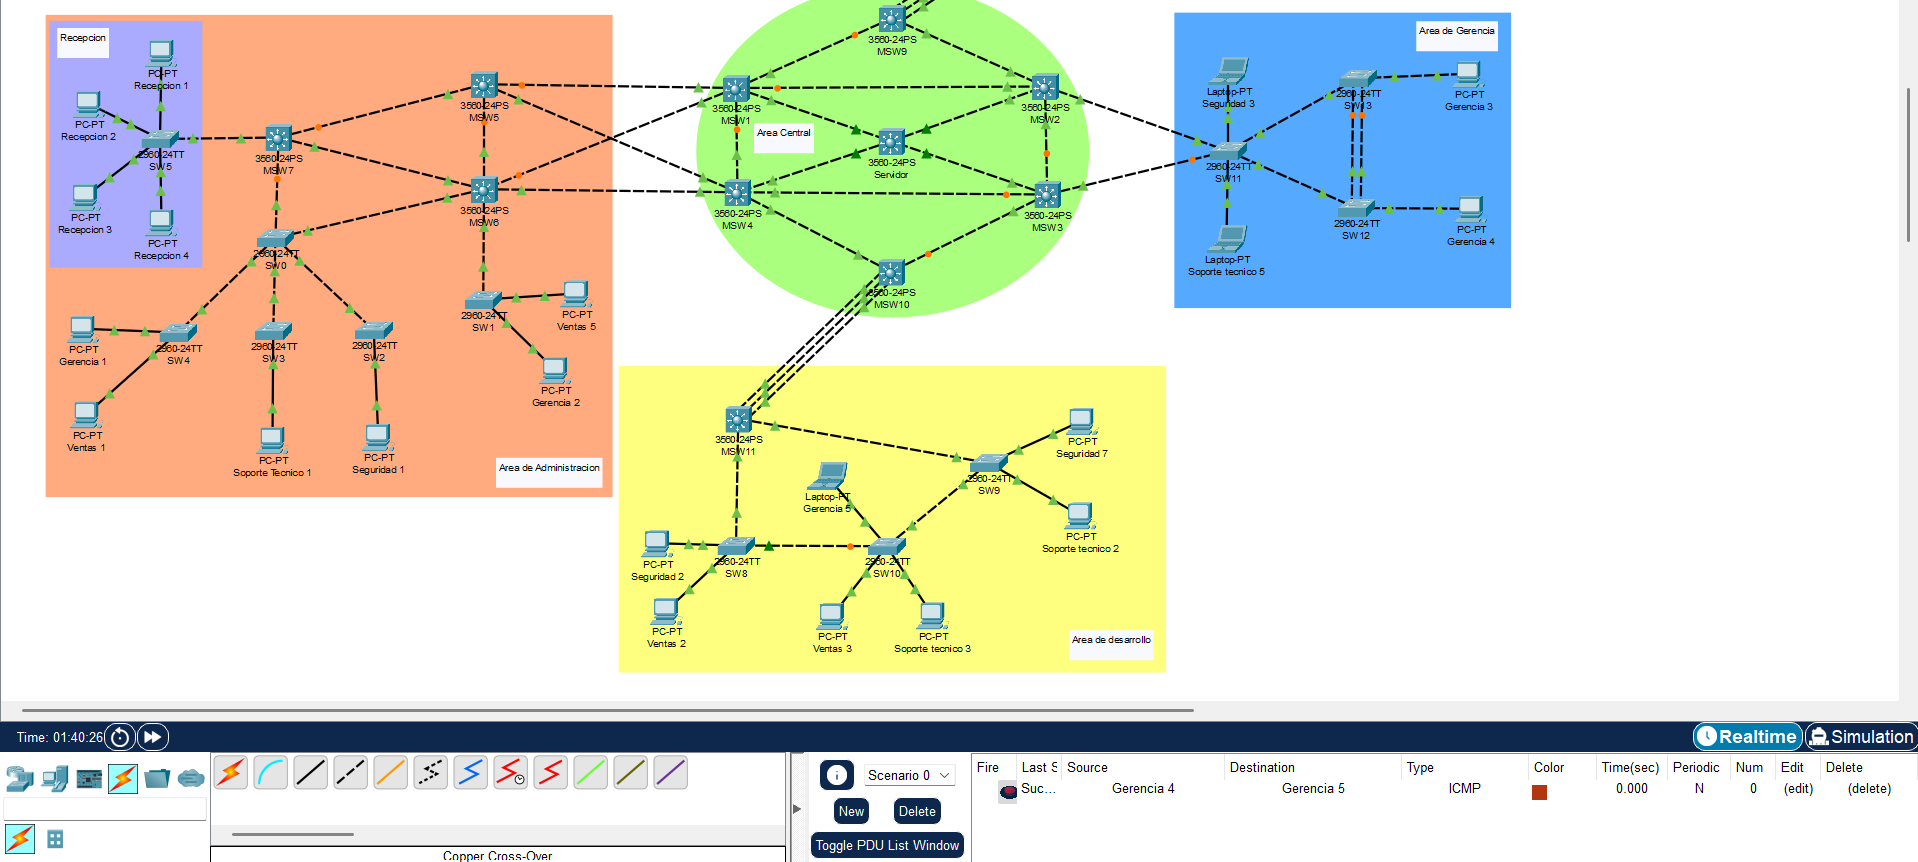 Recepcion
PC-PT
Recepcion 1
PC-PT
Recepcion 2
2960-24TT
SW5
PC-PT
Recepcion 3
PC-PT
Recepcion 4
3560-24PS
MSW7
3560-24PS
MSW5
3560-24PS
MSW6
2960-24TT
SW0
2960-24TT
SW1
PC-PT
Ventas 5
PC-PT
Gerencia 2
PC-PT
Gerencia 1
2960-24TT
SW4
2960-24TT
SW3
2960-24TT
SW2
PC-PT
Ventas 1
PC-PT
Soporte Tecnico 1
PC-PT
Seguridad 1
Area de Administracion
3560-24PS
MSW9
3560-24PS
MSW1
3560-24PS
MSW2
Area Central
3560-24PS
Servidor
3560-24PS
MSW4
3560-24PS
MSW3
3560-24PS
MSW10
Area de Gerencia
Laptop-PT
Seguridad 3
2960-24TT
SW13
PC-PT
Gerencia 3
2960-24TT
SW11
2960-24TT
SW12
PC-PT
Gerencia 4
Laptop-PT
Soporte tecnico 5
3560-24PS
MSW11
PC-PT
Seguridad 7
2960-24TT
SW9
Laptop-PT
Gerencia 5
PC-PT
Soporte tecnico 2
PC-PT
Seguridad 2
2960-24TT
SW8
2960-24TT
SW10
PC-PT
Ventas 2
PC-PT
Ventas 3
PC-PT
Soporte tecnico 3
Area de desarrollo
Time: 01:40:26
Realtime
Simulation
Scenario 0
New
Delete
Toggle PDU List Window
Copper Cross-Over
Fire Last S Source Destination Type Color Time(sec) Periodic Num Edit Delete
Suc... Gerencia 4 Gerencia 5 ICMP 0.000 N 0 (edit) (delete)